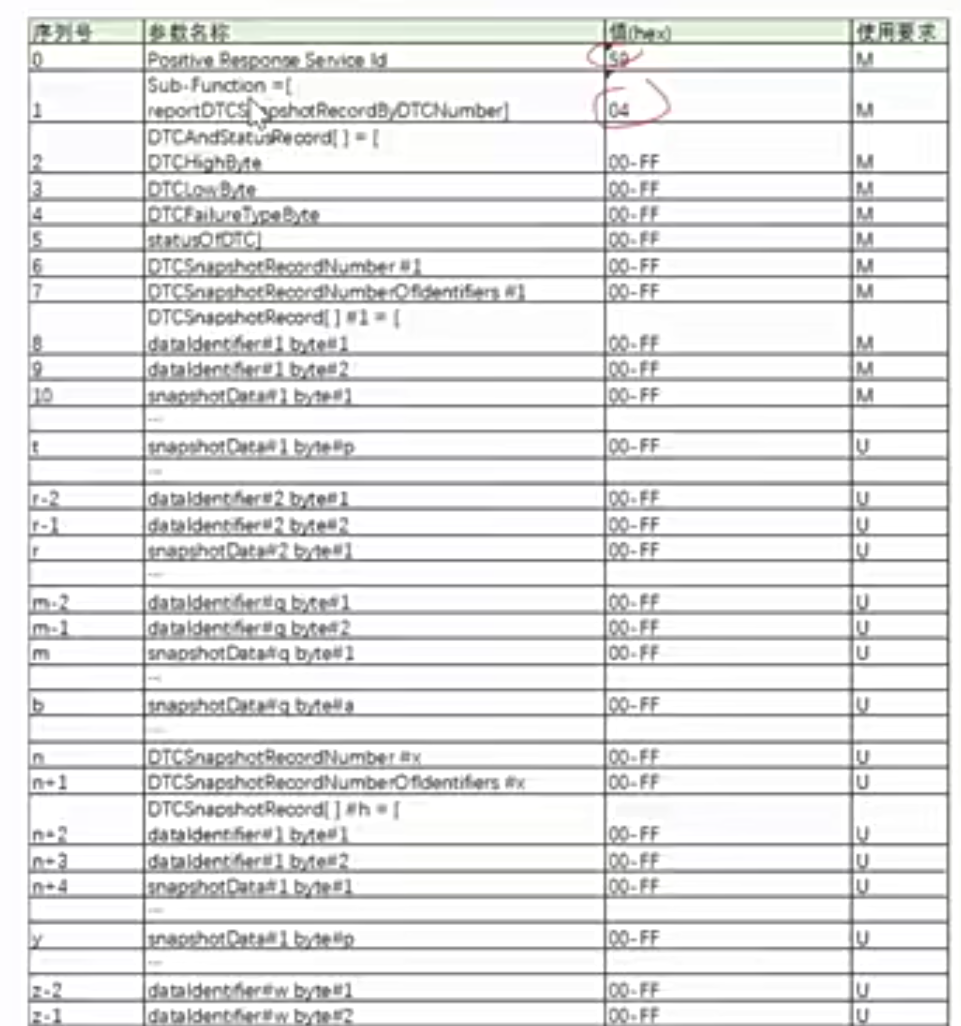 序列号 参数名称 值(hex) 使用要求
0 Positive Response Service Id 59 M
Sub-Function =[
1 reportDTCSnapshotRecordByDTCNumber] 04 M
DTCAndStatusRecord[ ] = [
2 DTCHighByte 00-FF M
3 DTCLowByte 00-FF M
4 DTCFailureTypeByte 00-FF M
5 statusOfDTC] 00-FF M
6 DTCSnapshotRecordNumber #1 00-FF M
7 DTCSnapshotRecordNumberOfIdentifiers #1 00-FF M
DTCSnapshotRecord[ ] #1 = [
8 dataIdentifier#1 byte#1 00-FF M
9 dataIdentifier#1 byte#2 00-FF M
10 snapshotData#1 byte#1 00-FF M
...
t snapshotData#1 byte#p 00-FF U
...
r-2 dataIdentifier#2 byte#1 00-FF U
r-1 dataIdentifier#2 byte#2 00-FF U
r snapshotData#2 byte#1 00-FF U
...
m-2 dataIdentifier#q byte#1 00-FF U
m-1 dataIdentifier#q byte#2 00-FF U
m snapshotData#q byte#1 00-FF U
...
b snapshotData#q byte#a 00-FF U
...
n DTCSnapshotRecordNumber #x 00-FF U
n+1 DTCSnapshotRecordNumberOfIdentifiers #x 00-FF U
DTCSnapshotRecord[ ] #h = [
n+2 dataIdentifier#1 byte#1 00-FF U
n+3 dataIdentifier#1 byte#2 00-FF U
n+4 snapshotData#1 byte#1 00-FF U
...
y snapshotData#1 byte#p 00-FF U
...
z-2 dataIdentifier#w byte#1 00-FF U
z-1 dataIdentifier#w byte#2 00-FF U